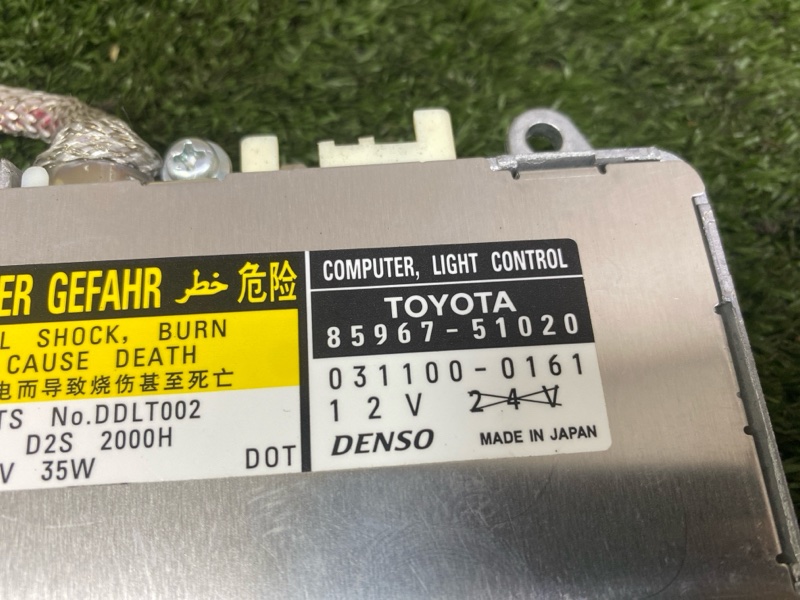 ER GEFAHR خطر 危险
L SHOCK, BURN
CAUSE DEATH
电而导致烧伤甚至死亡
TS No.DDLT002
D2S 2000H
V 35W
DOT
COMPUTER, LIGHT CONTROL
TOYOTA
85967-51020
031100-0161
12V 24V
DENSO MADE IN JAPAN